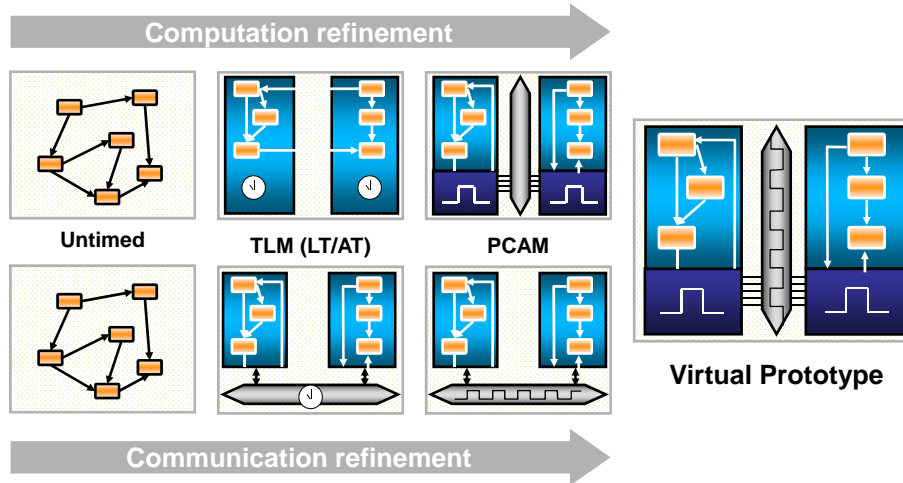 Computation refinement
Untimed
TLM (LT/AT)
PCAM
Virtual Prototype
Communication refinement